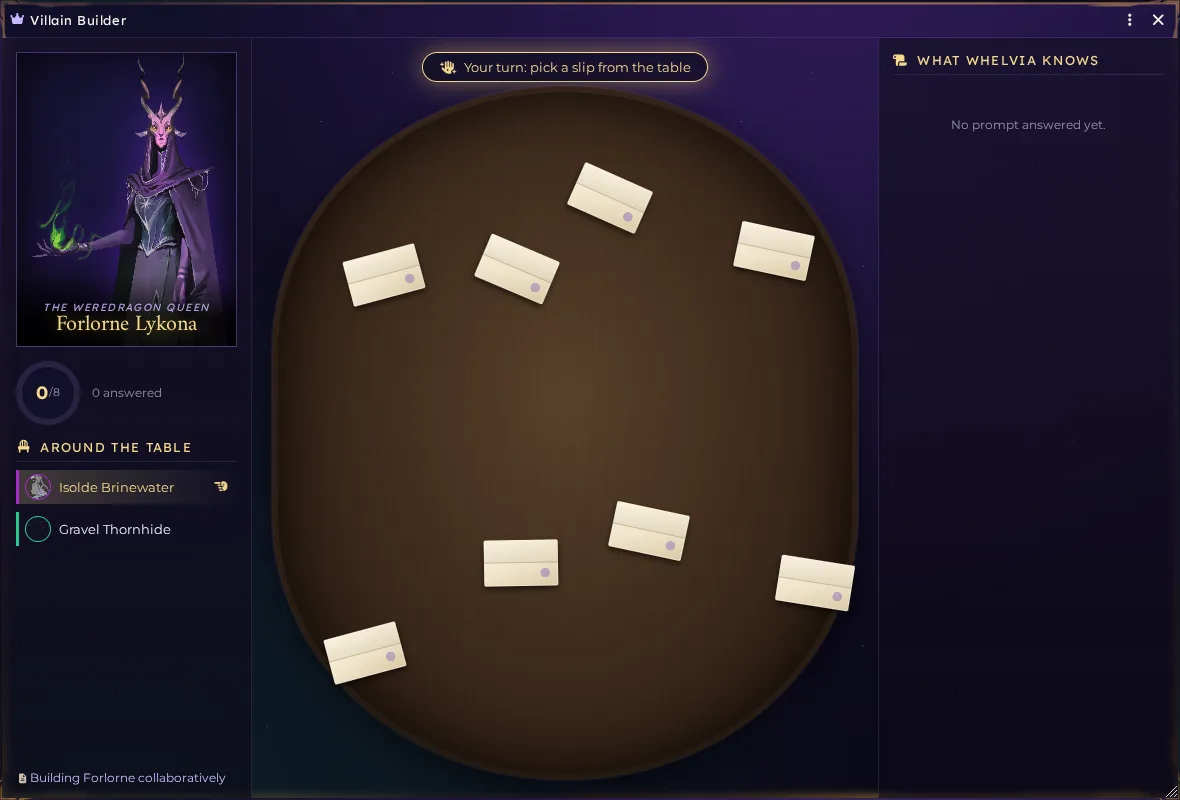 Villain Builder
THE WEREDRAGON QUEEN
Forlorne Lykona
0/8
0 answered
AROUND THE TABLE
Isolde Brinewater
Gravel Thornhide
Building Forlorne collaboratively
Your turn: pick a slip from the table
WHAT WHELVIA KNOWS
No prompt answered yet.